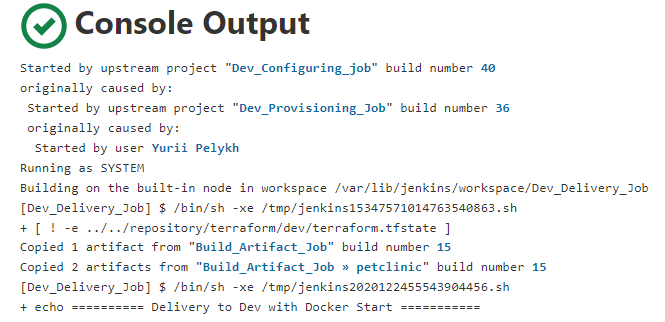 Console Output
Started by upstream project "Dev_Configuring_job" build number 40
originally caused by:
Started by upstream project "Dev_Provisioning_Job" build number 36
originally caused by:
Started by user Yurii Pelykh
Running as SYSTEM
Building on the built-in node in workspace /var/lib/jenkins/workspace/Dev_Delivery_Job
[Dev_Delivery_Job] $ /bin/sh -xe /tmp/jenkins15347571014763540863.sh
+ [ ! -e ../../repository/terraform/dev/terraform.tfstate ]
Copied 1 artifact from "Build_Artifact_Job" build number 15
Copied 2 artifacts from "Build_Artifact_Job » petclinic" build number 15
[Dev_Delivery_Job] $ /bin/sh -xe /tmp/jenkins2020122455543904456.sh
+ echo ========== Delivery to Dev with Docker Start ===========